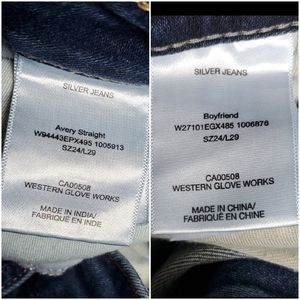 SILVER JEANS
Avery Straight
W94443EPX495 1005913
SZ24/L29
CA00508
WESTERN GLOVE WORKS
MADE IN INDIA/
FABRIQUÉ EN INDE
SILVER JEANS
Boyfriend
W27101EGX485 1006876
SZ24/L29
CA00508
WESTERN GLOVE WORKS
MADE IN CHINA/
FABRIQUÉ EN CHINE